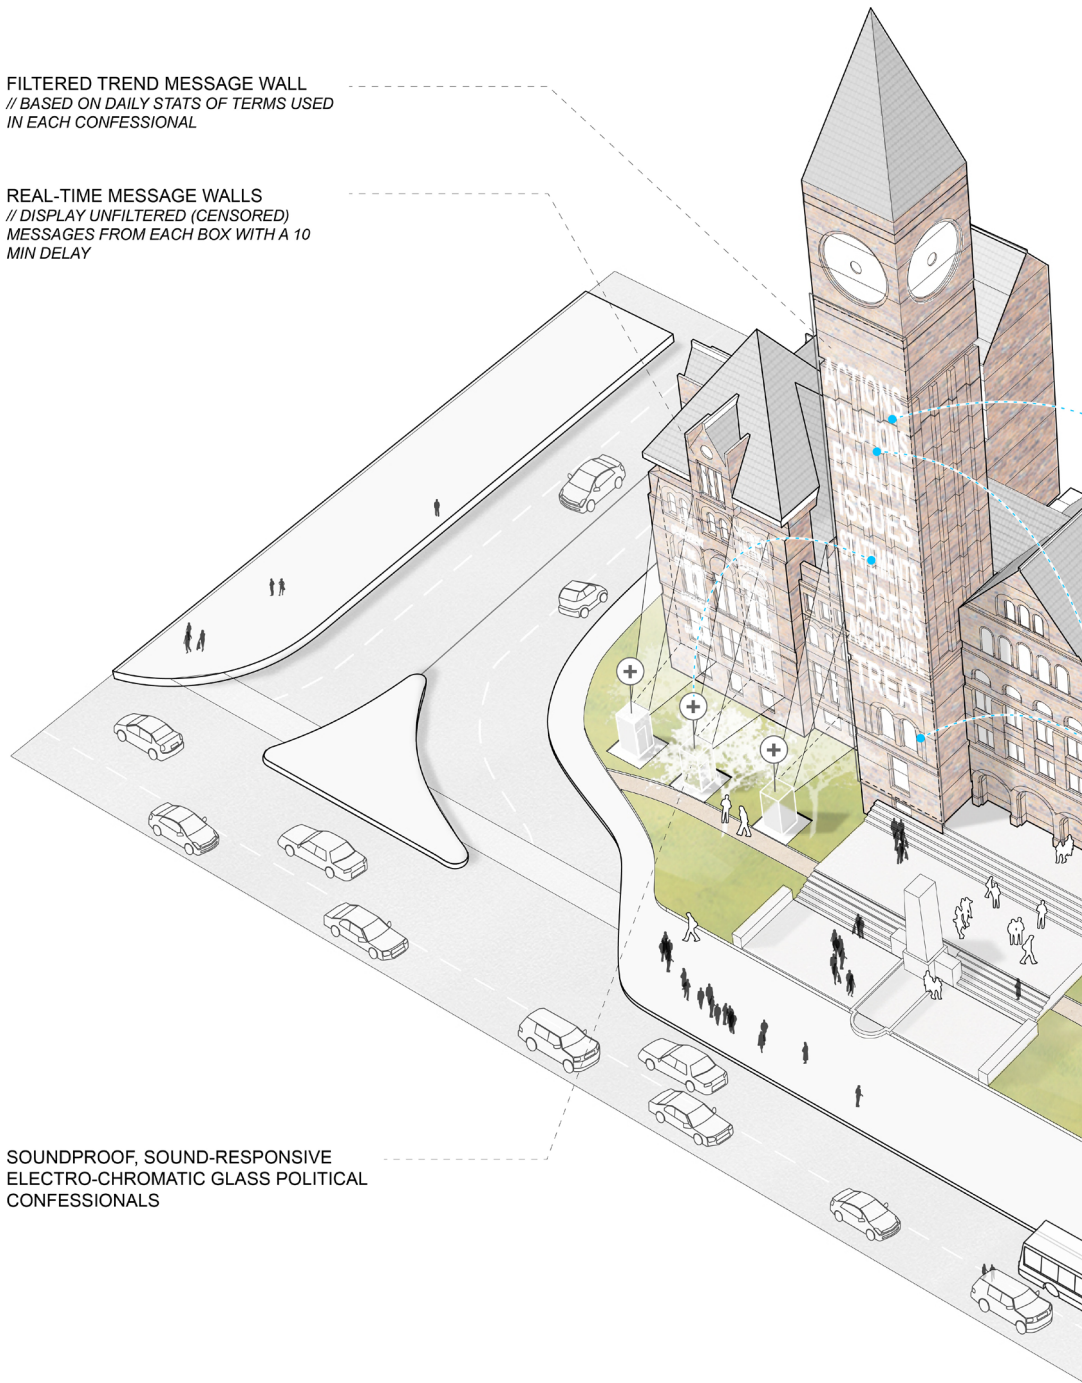 FILTERED TREND MESSAGE WALL
// BASED ON DAILY STATS OF TERMS USED
IN EACH CONFESSIONAL
REAL-TIME MESSAGE WALLS
// DISPLAY UNFILTERED (CENSORED)
MESSAGES FROM EACH BOX WITH A 10
MIN DELAY
ACTIONS
SOLUTIONS
EQUALITY
ISSUES
STUDENTS
LEADERS
ACCEPTANCE
TREAT
SOUNDPROOF, SOUND-RESPONSIVE
ELECTRO-CHROMATIC GLASS POLITICAL
CONFESSIONALS